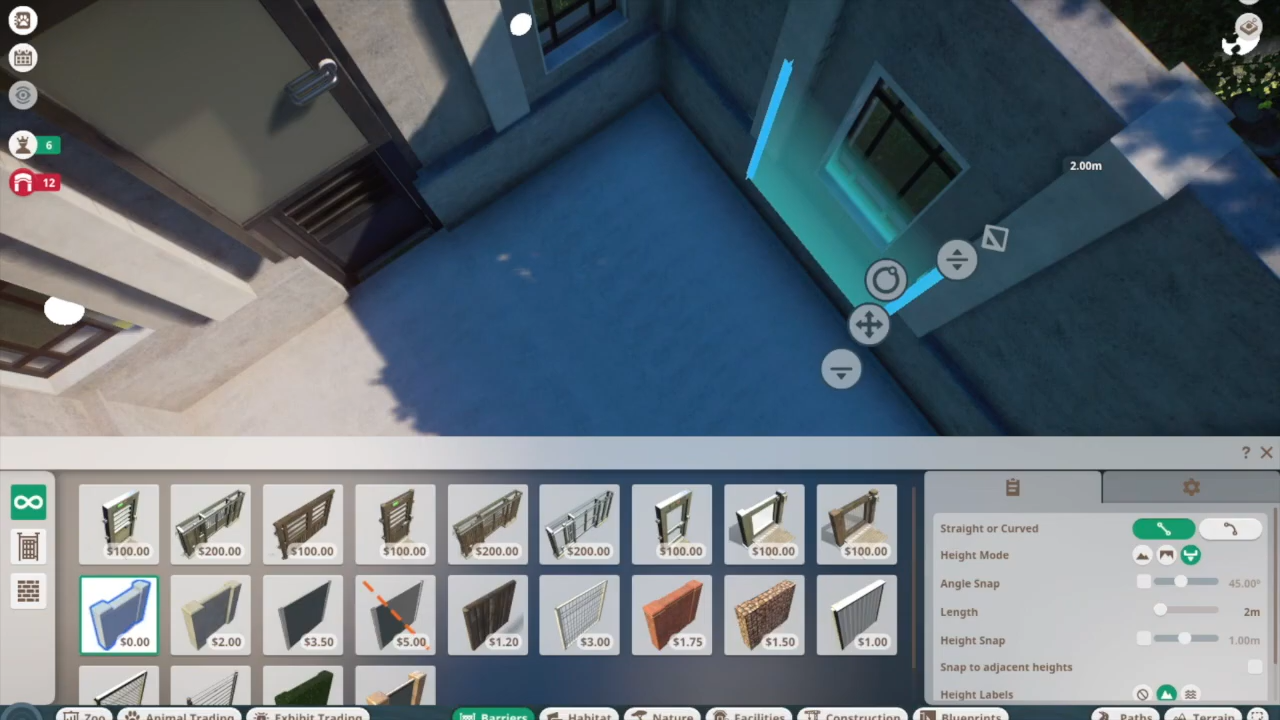 6
12
2.00m
? ×
$100.00 $200.00 $100.00 $100.00 $200.00 $200.00 $100.00 $100.00 $100.00
$0.00 $2.00 $3.50 $5.00 $1.20 $3.00 $1.75 $1.50 $1.00
Straight or Curved
Height Mode
Angle Snap 45.00°
Length 2m
Height Snap 1.00m
Snap to adjacent heights
Height Labels
Zoo Animal Trading Exhibit Trading Barriers Habitat Nature Facilities Construction Blueprints Paths Terrain